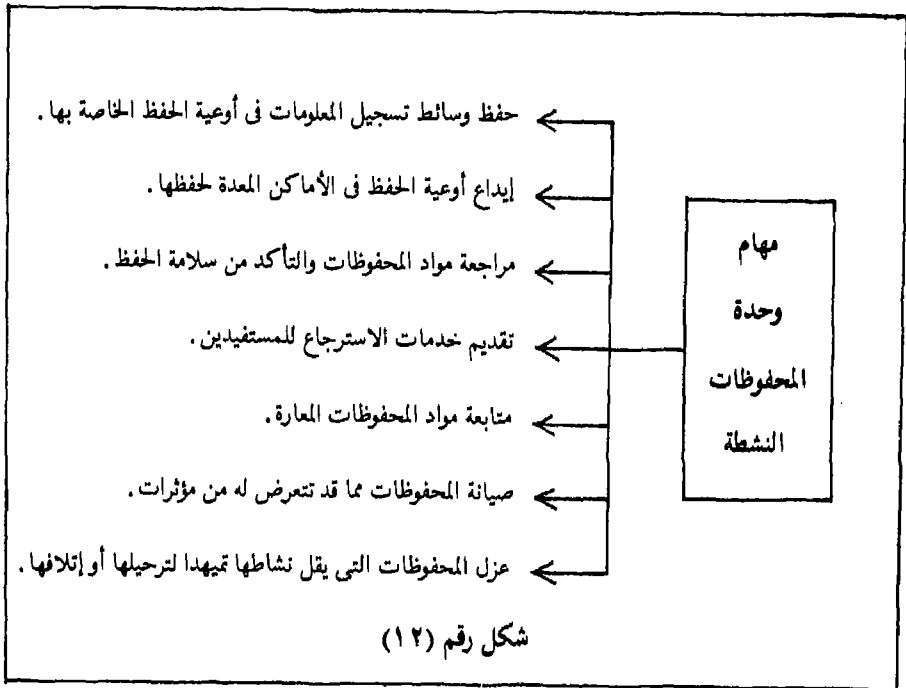 مهام
وحدة
المحفوظات
النشطة
حفظ وسائط تسجيل المعلومات فى أوعية الحفظ الخاصة بها .
إيداع أوعية الحفظ فى الأماكن المعدة لحفظها .
مراجعة مواد المحفوظات والتأكد من سلامة الحفظ .
تقديم خدمات الاسترجاع للمستفيدين .
متابعة مواد المحفوظات المعارة .
صيانة المحفوظات مما قد تتعرض له من مؤثرات .
عزل المحفوظات التى يقل نشاطها تميهدا لترحيلها أو إتلافها .
شكل رقم (١٢)